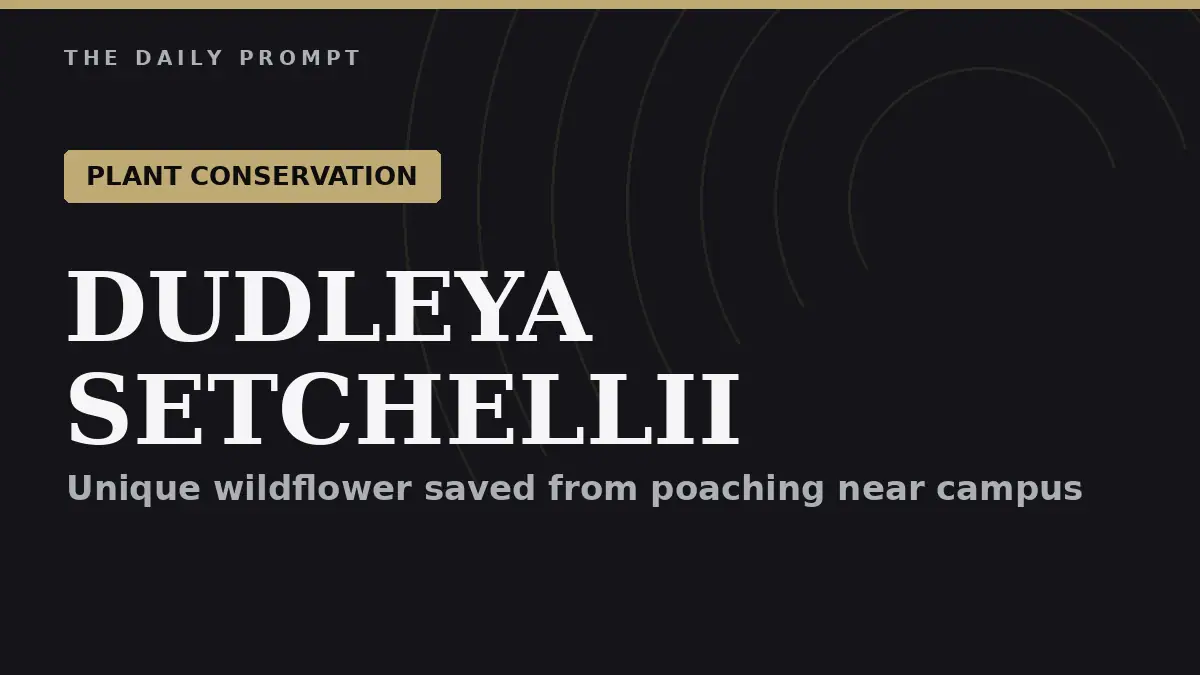 THE DAILY PROMPT
PLANT CONSERVATION
DUDLEYA
SETCHELLII
Unique wildflower saved from poaching near campus